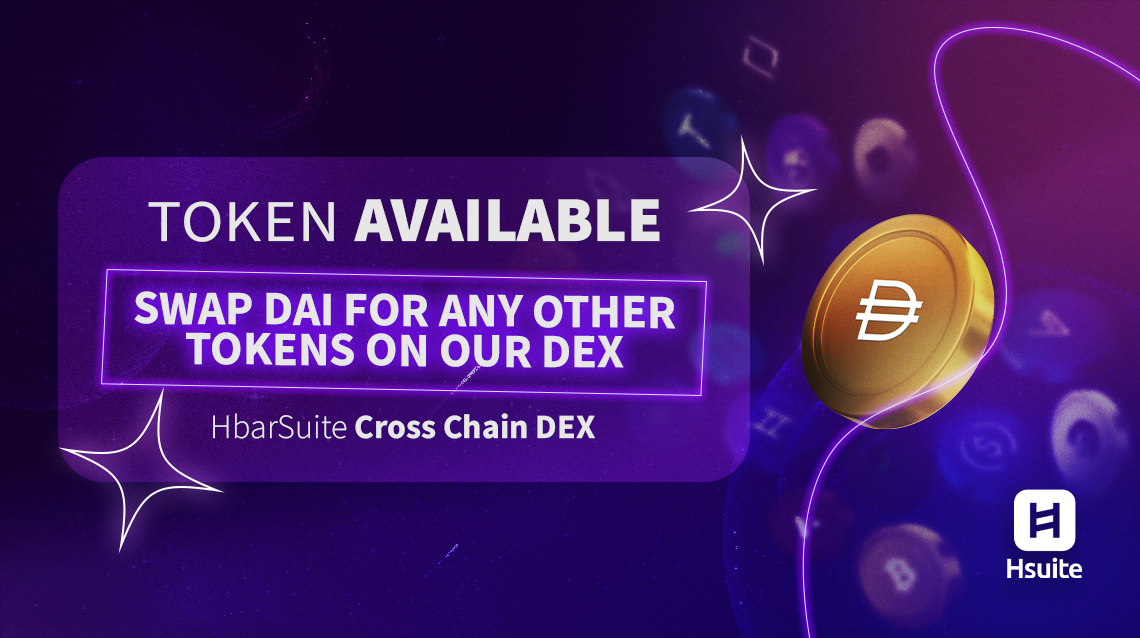 TOKEN AVAILABLE
SWAP DAI FOR ANY OTHER
TOKENS ON OUR DEX
HbarSuite Cross Chain DEX
Hsuite